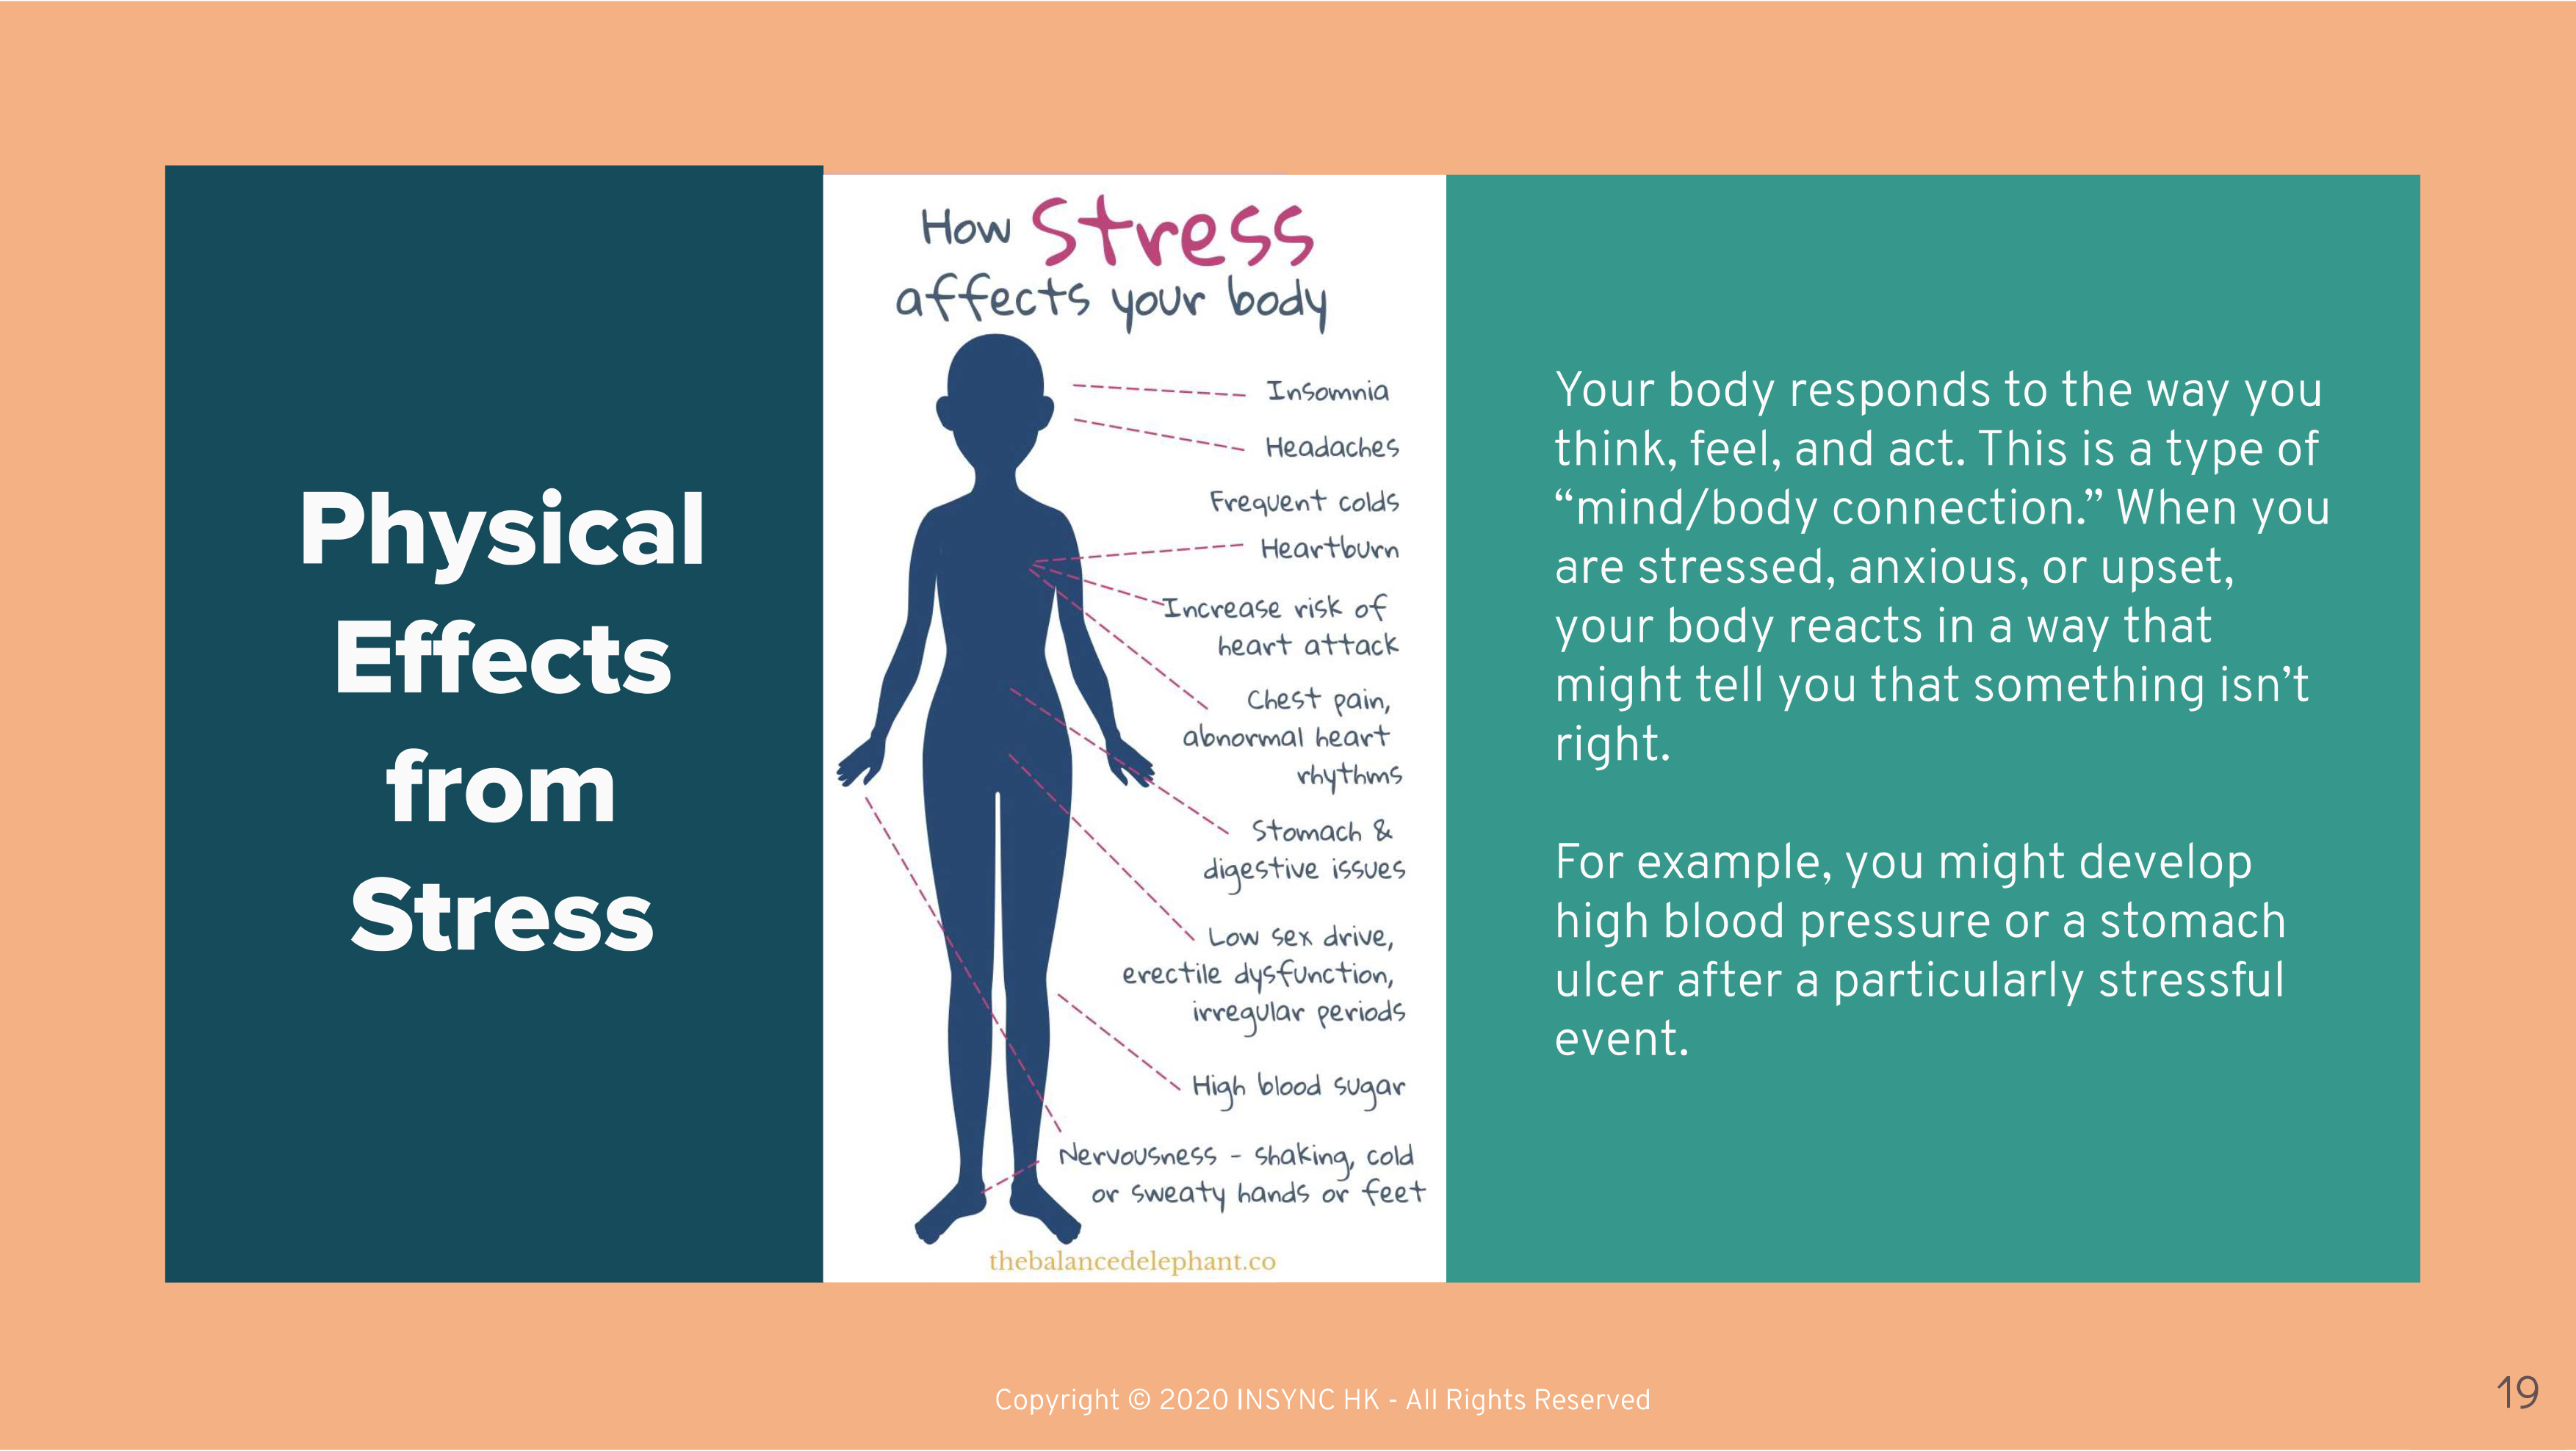 Physical
Effects
from
Stress
How Stress
affects your body
Insomnia
Headaches
Frequent colds
Heartburn
Increase risk of
heart attack
Chest pain,
abnormal heart
rhythms
Stomach &
digestive issues
Low sex drive,
erectile dysfunction,
irregular periods
High blood sugar
Nervousness - shaking, cold
or sweaty hands or feet
thebalancedelephant.co
Your body responds to the way you
think, feel, and act. This is a type of
“mind/body connection.” When you
are stressed, anxious, or upset,
your body reacts in a way that
might tell you that something isn’t
right.
For example, you might develop
high blood pressure or a stomach
ulcer after a particularly stressful
event.
Copyright © 2020 INSYNC HK - All Rights Reserved
19